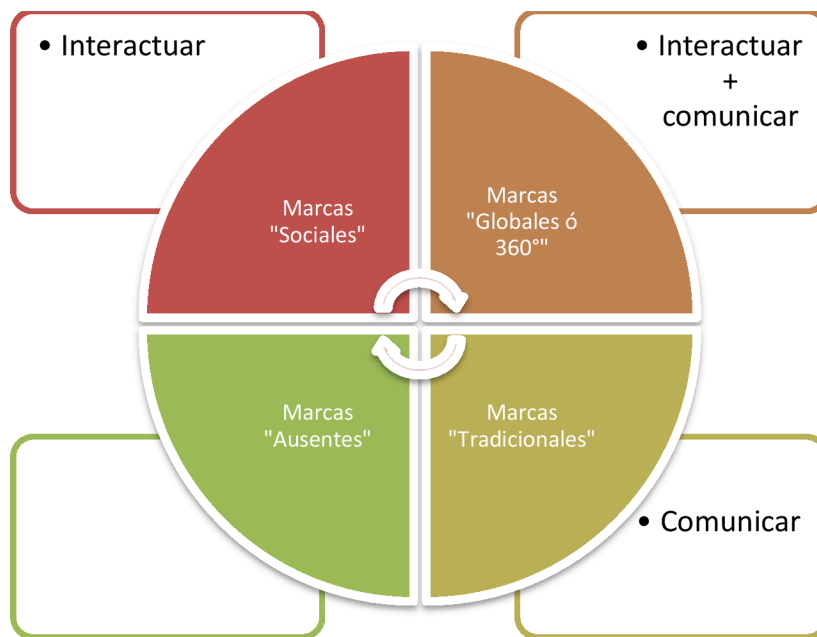 • Interactuar
• Interactuar
+
comunicar
Marcas
"Sociales"
Marcas
"Globales ó
360°"
Marcas
"Ausentes"
Marcas
"Tradicionales"
• Comunicar